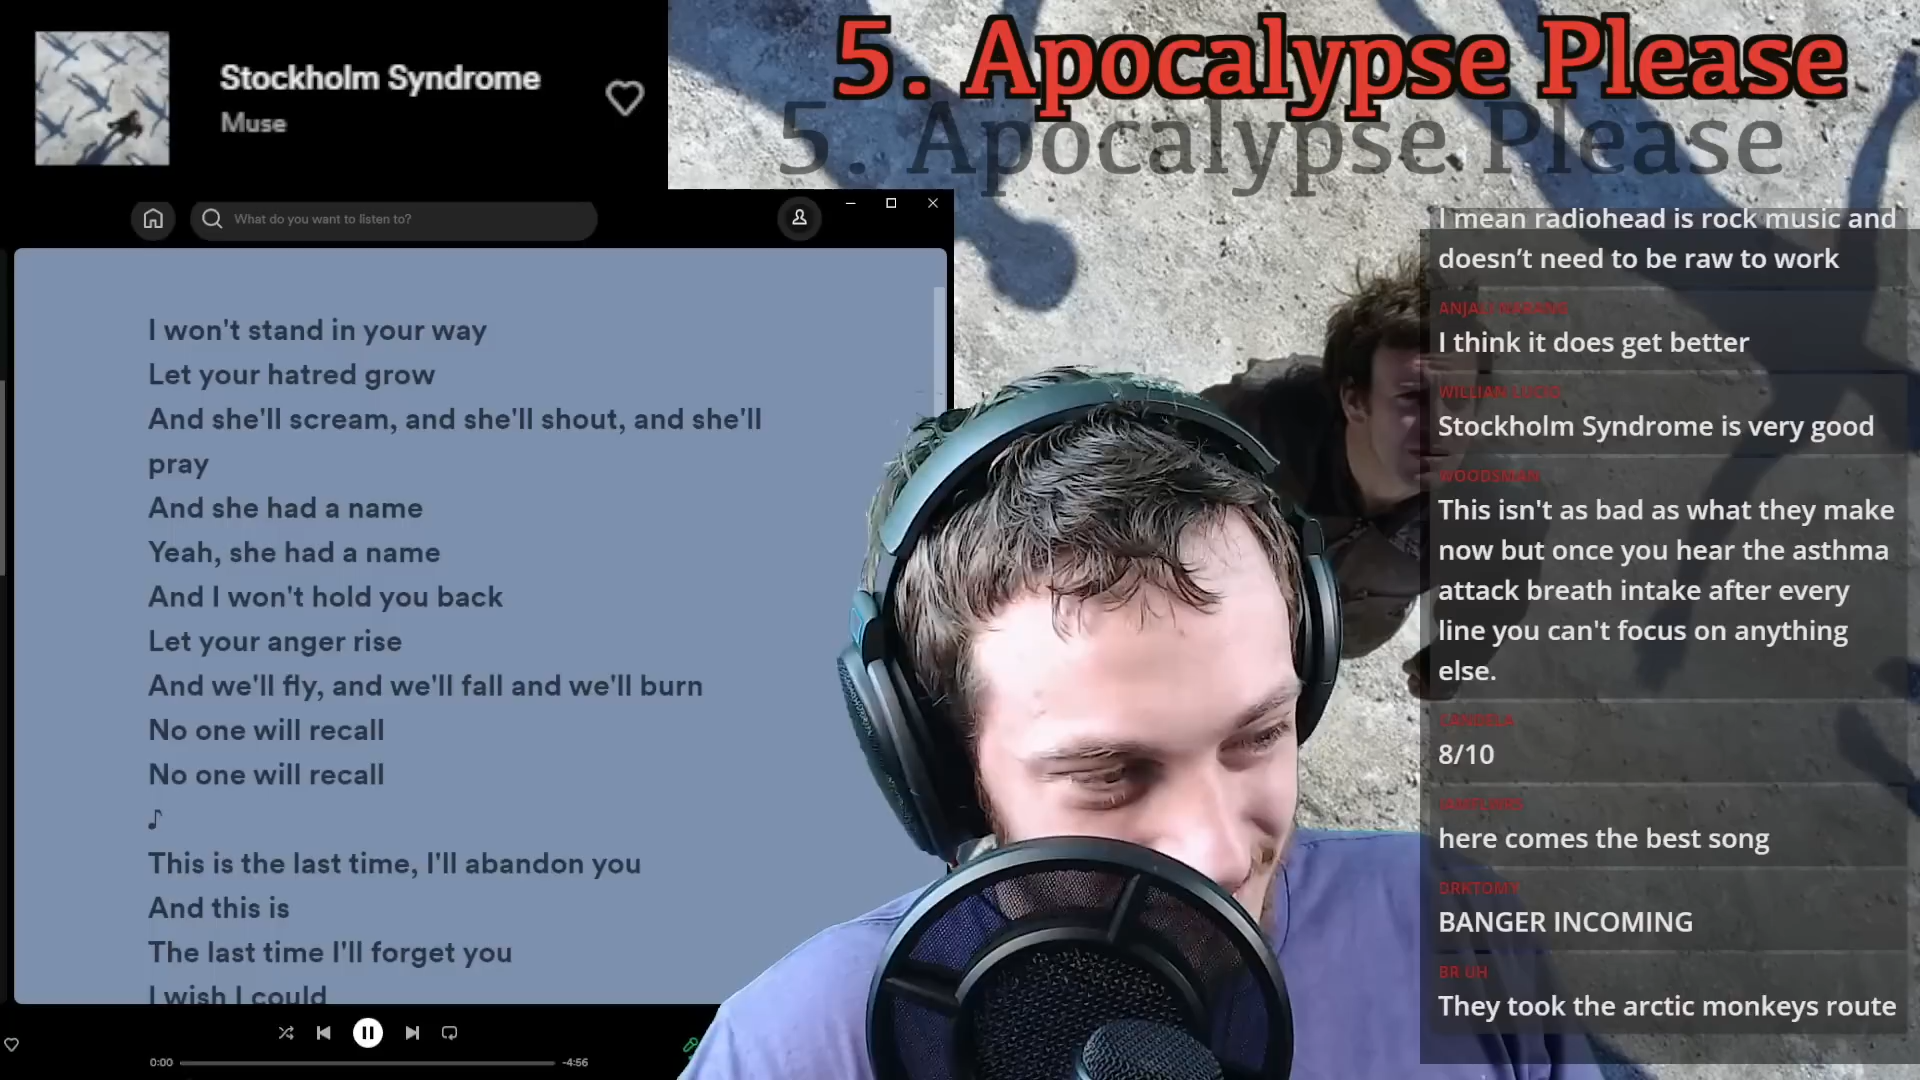 Stockholm Syndrome
Muse
5. Apocalypse Please
5. Apocalypse Please
What do you want to listen to?
I won't stand in your way
Let your hatred grow
And she'll scream, and she'll shout, and she'll
pray
And she had a name
Yeah, she had a name
And I won't hold you back
Let your anger rise
And we'll fly, and we'll fall and we'll burn
No one will recall
No one will recall
♪
This is the last time, I'll abandon you
And this is
The last time I'll forget you
I wish I could
0:00
-4:56
I mean radiohead is rock music and
doesn’t need to be raw to work
I think it does get better
WILLIAN LUCIO
Stockholm Syndrome is very good
WOODSMAN
This isn't as bad as what they make
now but once you hear the asthma
attack breath intake after every
line you can't focus on anything
else.
CANDELA
8/10
here comes the best song
DRKTOMY
BANGER INCOMING
BR UH
They took the arctic monkeys route